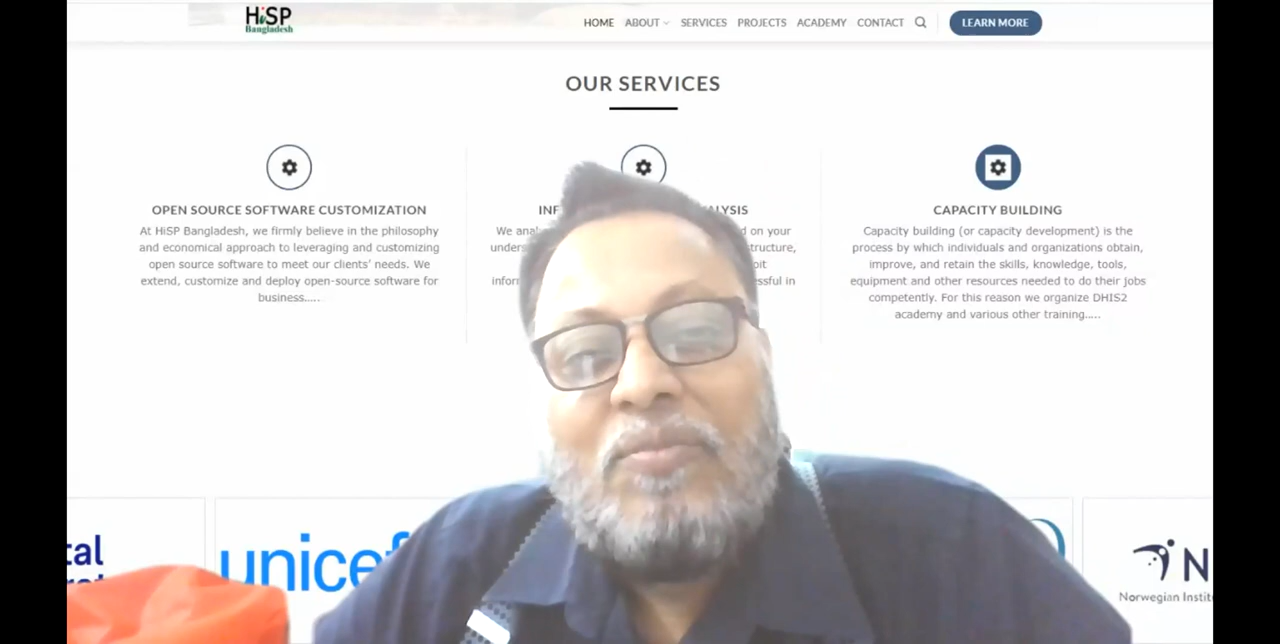 HiSP
Bangladesh
HOME ABOUT SERVICES PROJECTS ACADEMY CONTACT LEARN MORE
OUR SERVICES
OPEN SOURCE SOFTWARE CUSTOMIZATION
At HiSP Bangladesh, we firmly believe in the philosophy
and economical approach to leveraging and customizing
open source software to meet our clients' needs. We
extend, customize and deploy open-source software for
business.....
We on your
in
CAPACITY BUILDING
Capacity building (or capacity development) is the
process by which individuals and organizations obtain,
improve, and retain the skills, knowledge, tools,
equipment and other resources needed to do their jobs
competently. For this reason we organize DHIS2
academy and various other training.....
unicef
Norwegian